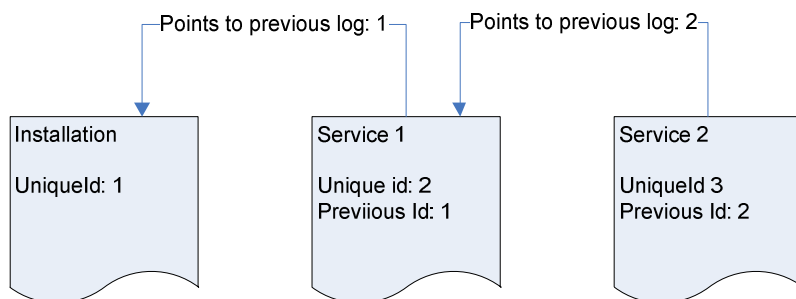 Points to previous log: 1
Points to previous log: 2
Installation
UniqueId: 1
Service 1
Unique id: 2
Previious Id: 1
Service 2
UniqueId 3
Previous Id: 2